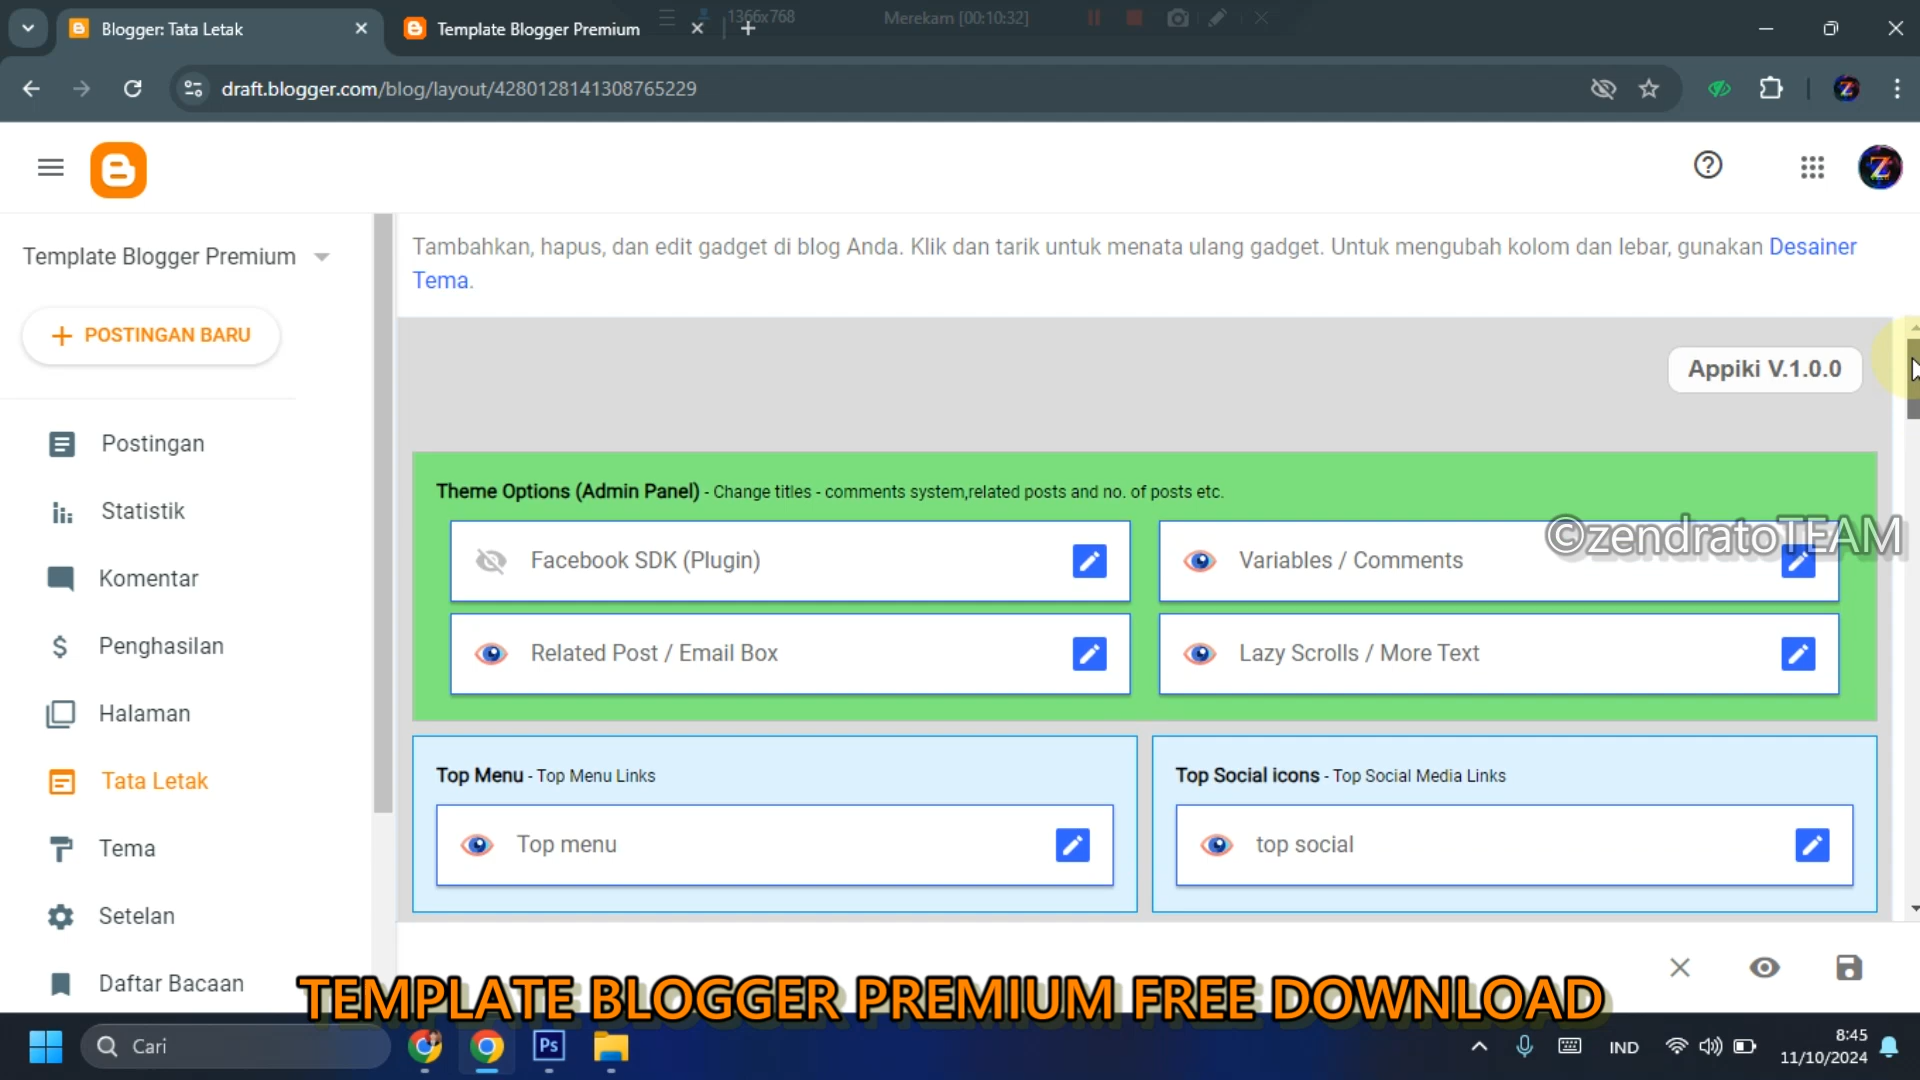 Blogger: Tata Letak
Template Blogger Premium
1366x768
Merekam [00:10:32]
draft.blogger.com/blog/layout/4280128141308765229
Template Blogger Premium
POSTINGAN BARU
Postingan
Statistik
Komentar
Penghasilan
Halaman
Tata Letak
Tema
Setelan
Daftar Bacaan
Tambahkan, hapus, dan edit gadget di blog Anda. Klik dan tarik untuk menata ulang gadget. Untuk mengubah kolom dan lebar, gunakan Desainer
Tema.
Appiki V.1.0.0
Theme Options (Admin Panel) - Change titles - comments system,related posts and no. of posts etc.
Facebook SDK (Plugin)
Variables / Comments
©zendratoTEAM
Related Post / Email Box
Lazy Scrolls / More Text
Top Menu - Top Menu Links
Top menu
Top Social icons - Top Social Media Links
top social
TEMPLATE BLOGGER PREMIUM FREE DOWNLOAD
Cari
Ps
IND
8:45
11/10/2024